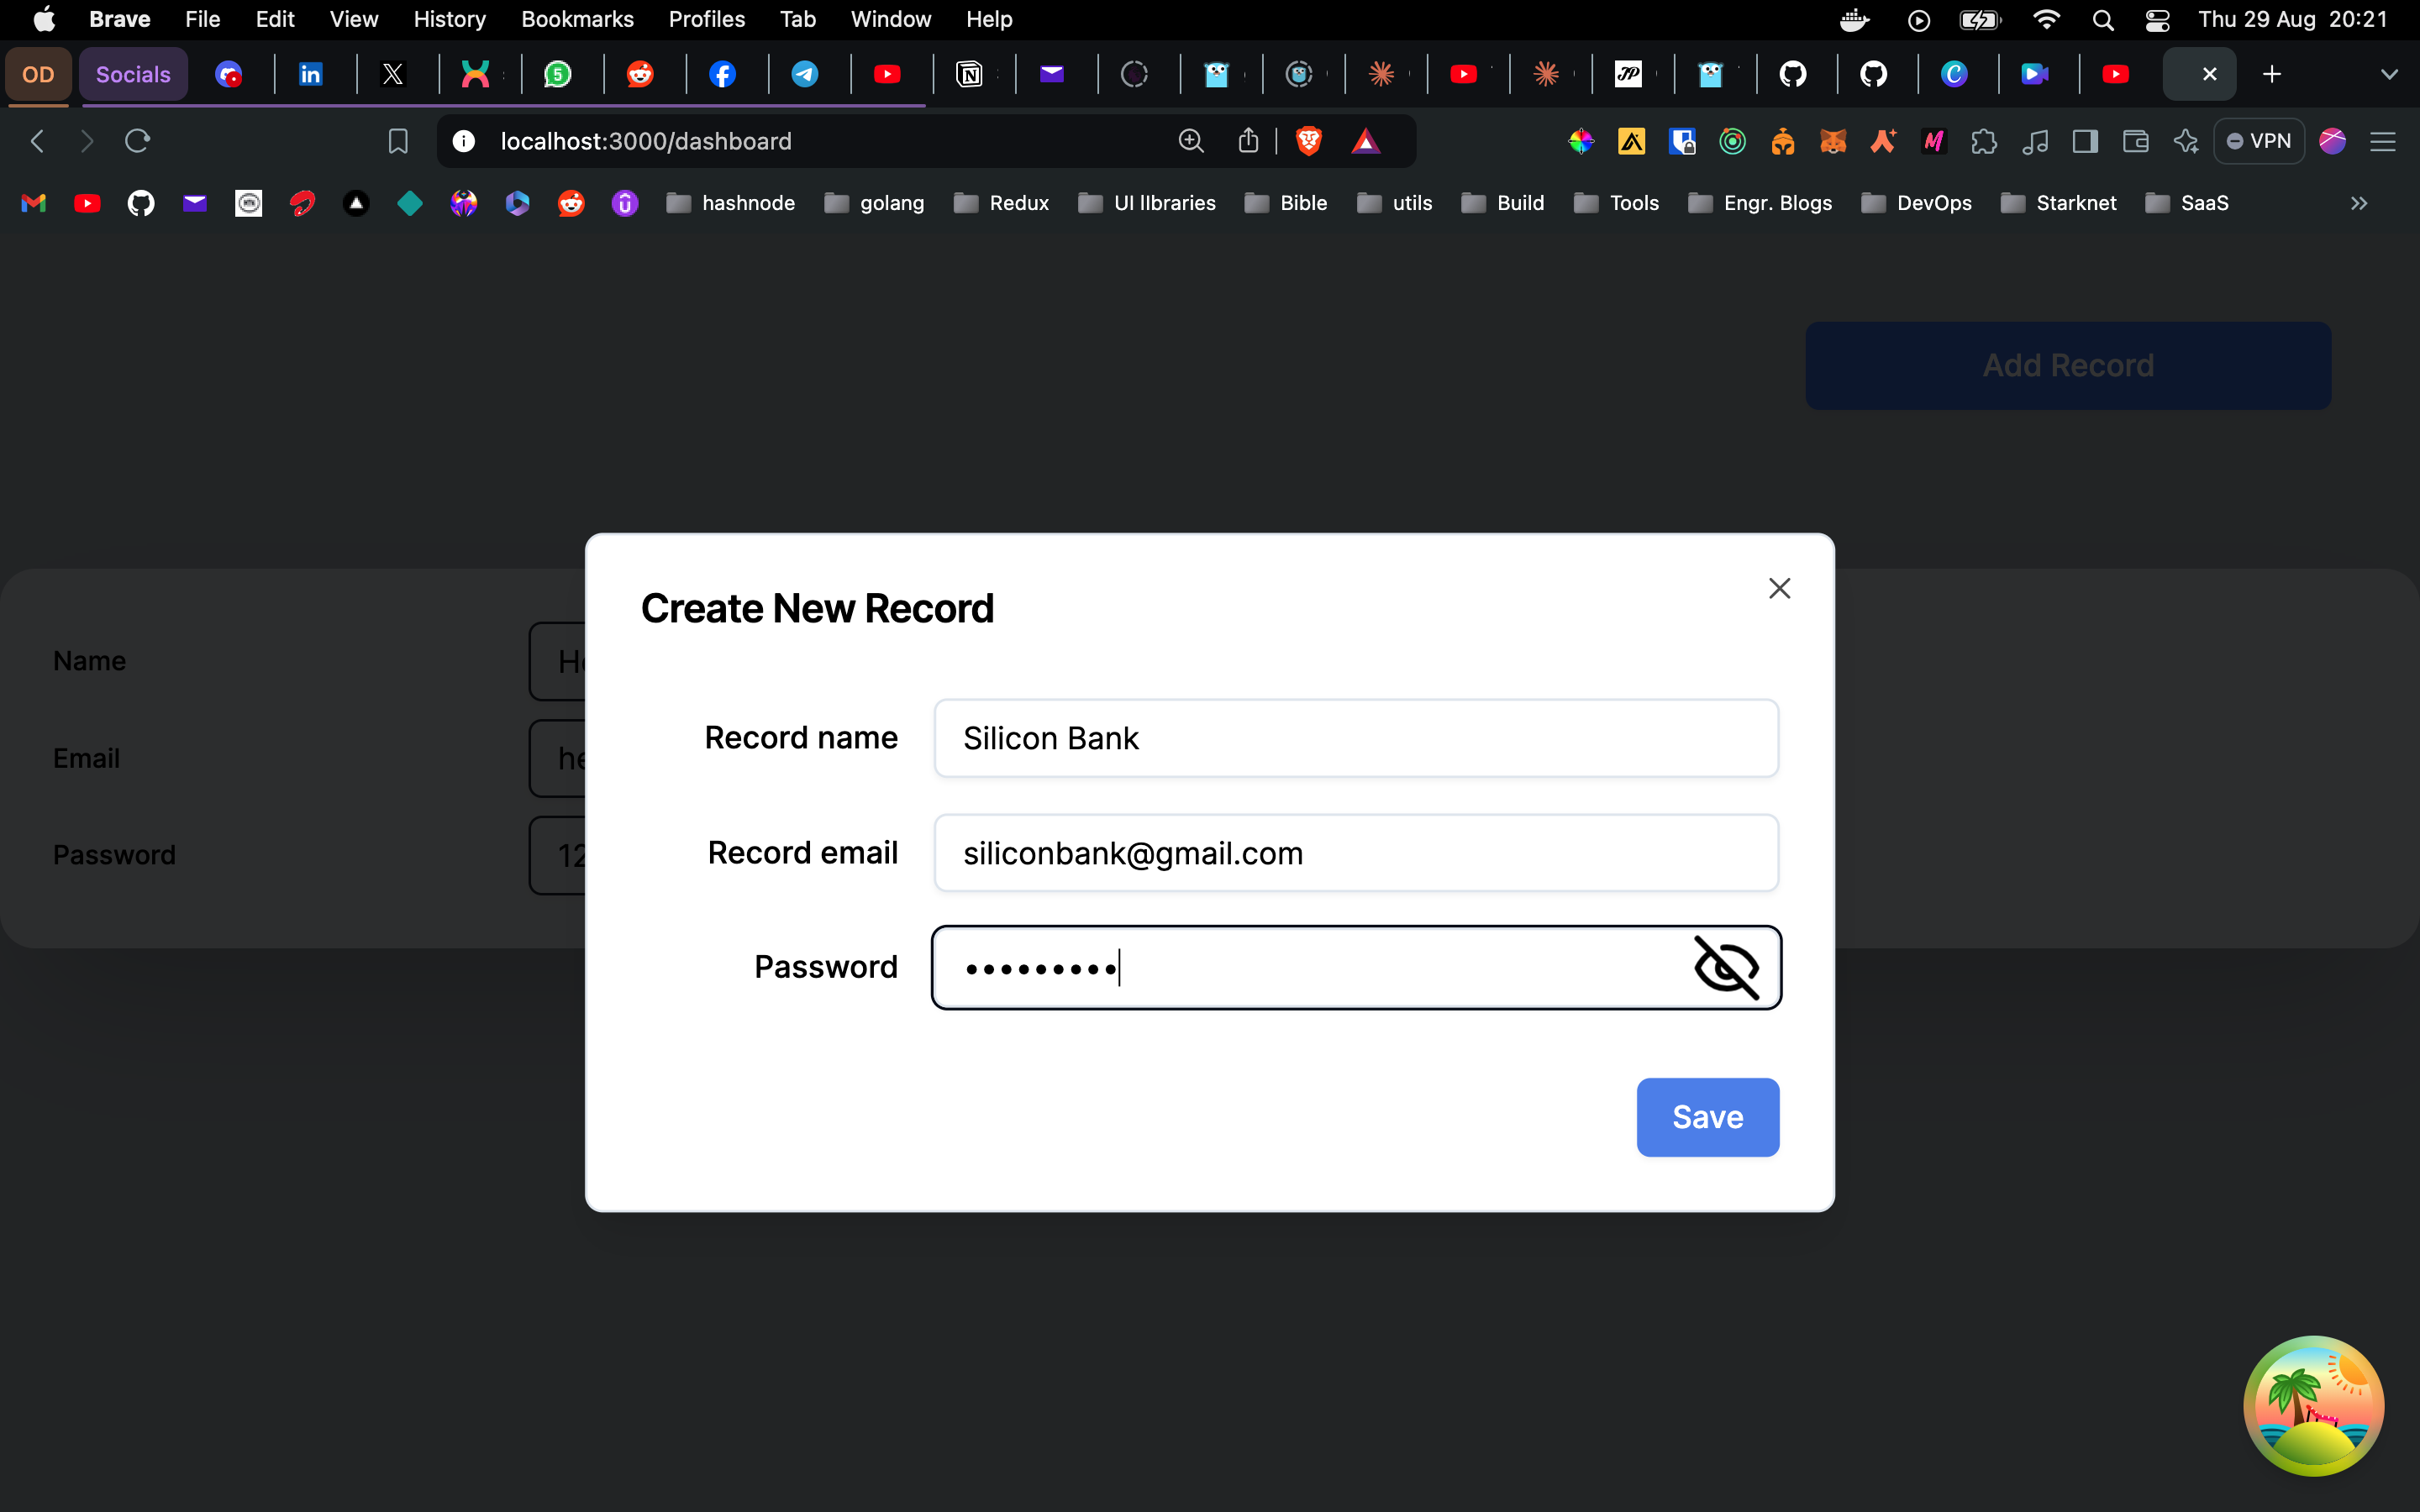 Brave File Edit View History Bookmarks Profiles Tab Window Help Thu 29 Aug 20:21
OD Socials
localhost:3000/dashboard VPN
hashnode golang Redux UI lIbraries Bible utils Build Tools Engr. Blogs DevOps Starknet SaaS
Add Record
Create New Record
Name
Record name Silicon Bank
Email
Record email siliconbank@gmail.com
Password
Password
Save